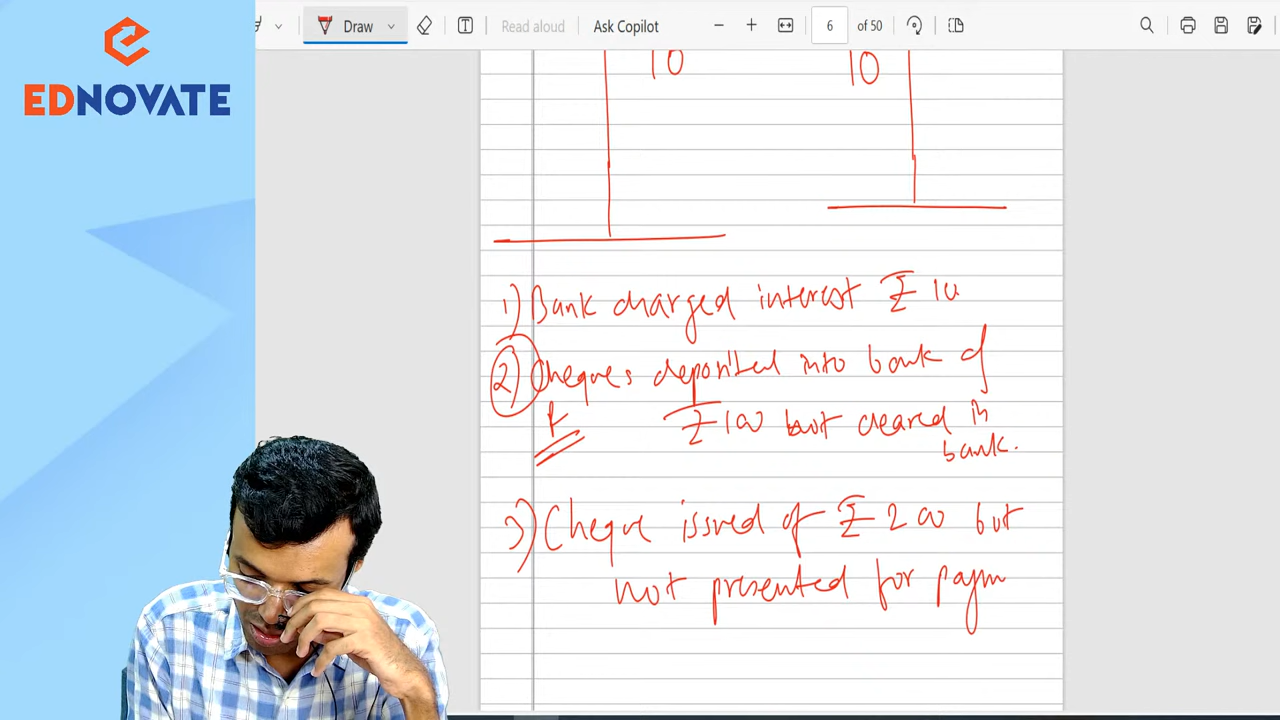 Draw
Read aloud
Ask Copilot
6
of 50
EDNOVATE
10
10
1) Bank charged interest ₹ 10
2) Cheques deposited into bank of
₹ 100 but cleared in
bank.
3) Cheque issued of ₹ 200 but
not presented for paym